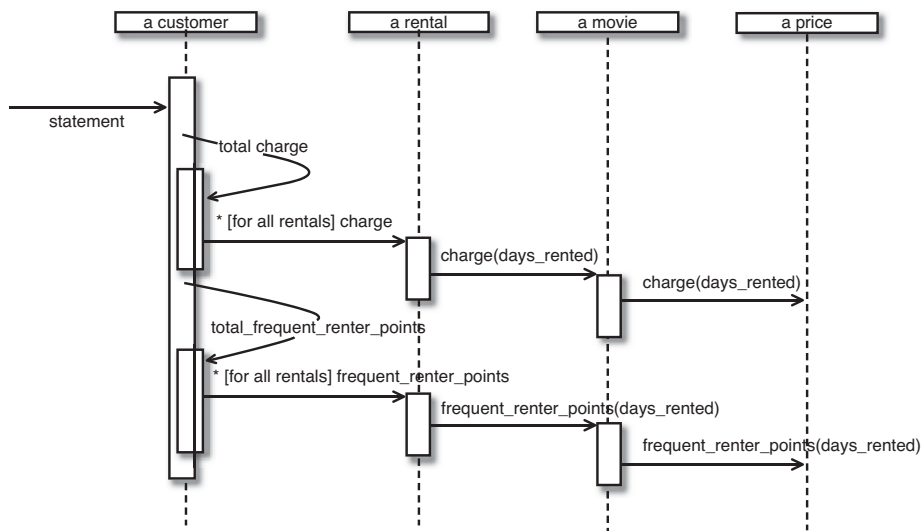 a customer
a rental
a movie
a price
statement
total charge
* [for all rentals] charge
charge(days_rented)
charge(days_rented)
total_frequent_renter_points
* [for all rentals] frequent_renter_points
frequent_renter_points(days_rented)
frequent_renter_points(days_rented)